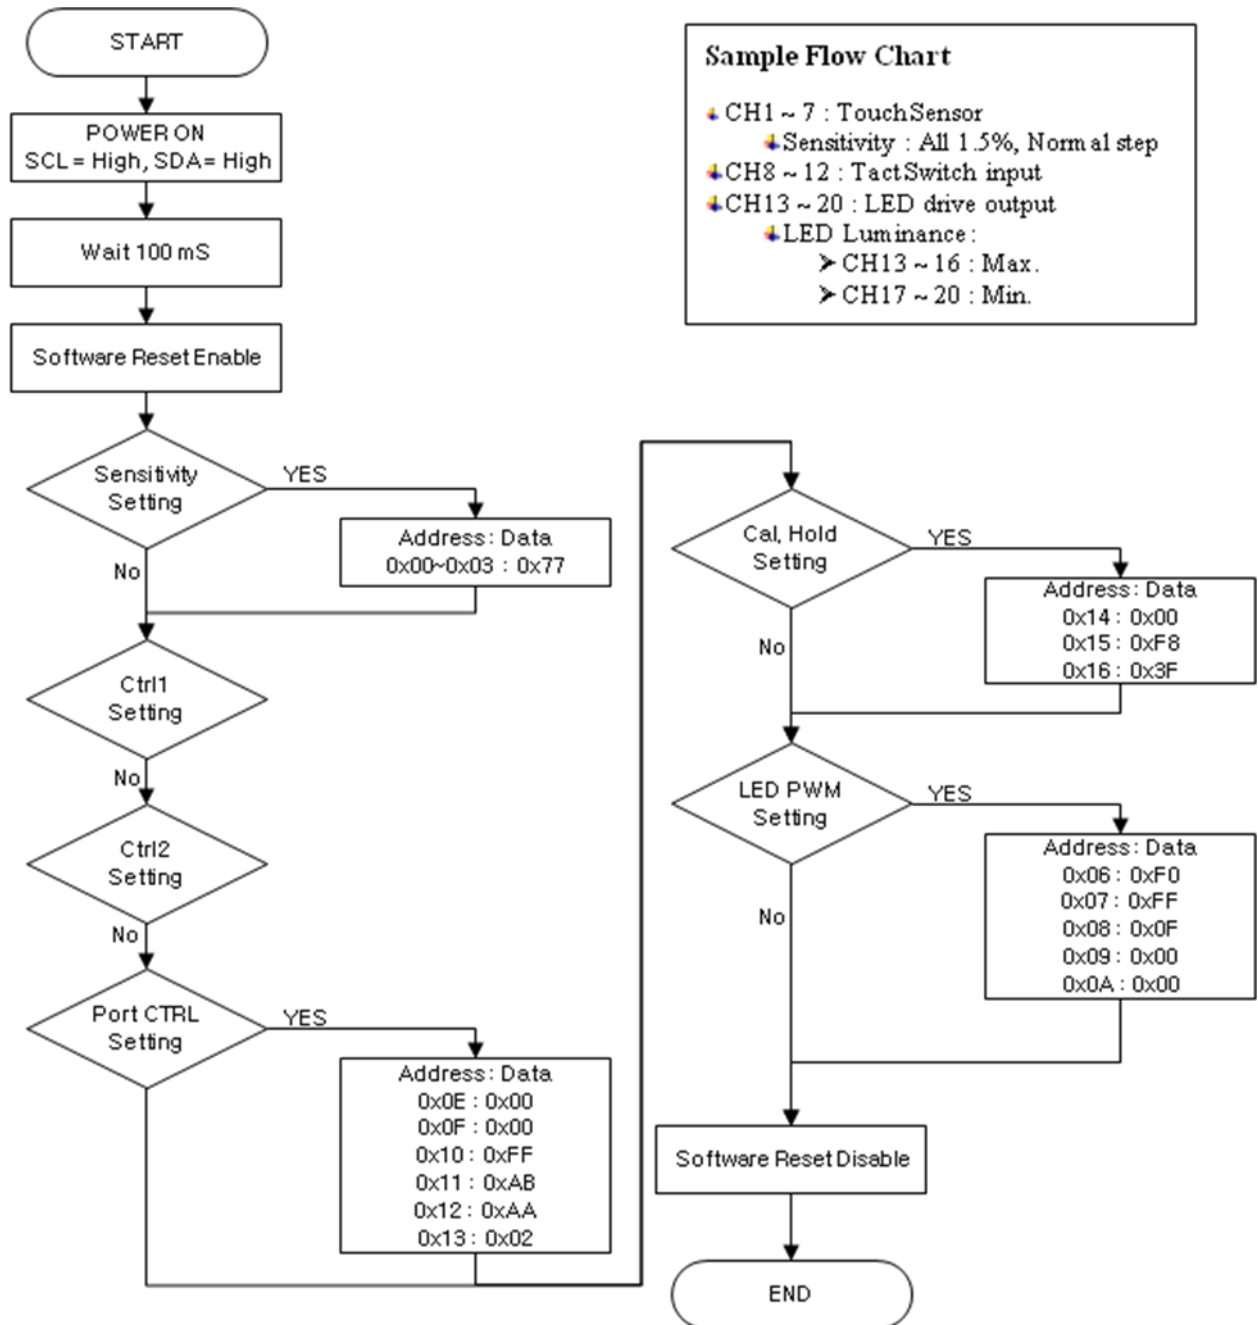 START
POWER ON
SCL = High, SDA = High
Wait 100 mS
Software Reset Enable
Sensitivity
Setting
YES
Address: Data
0x00~0x03 : 0x77
No
Ctrl1
Setting
No
Ctrl2
Setting
No
Port CTRL
Setting
YES
Address: Data
0x0E : 0x00
0x0F : 0x00
0x10 : 0xFF
0x11 : 0xAB
0x12 : 0xAA
0x13 : 0x02
Sample Flow Chart
CH1 ~ 7 : TouchSensor
Sensitivity : All 1.5%, Normal step
CH8 ~ 12 : TactSwitch input
CH13 ~ 20 : LED drive output
LED Luminance :
CH13 ~ 16 : Max.
CH17 ~ 20 : Min.
Cal, Hold
Setting
YES
Address: Data
0x14 : 0x00
0x15 : 0xF8
0x16 : 0x3F
No
LED PWM
Setting
YES
Address: Data
0x06 : 0xF0
0x07 : 0xFF
0x08 : 0x0F
0x09 : 0x00
0x0A : 0x00
No
Software Reset Disable
END